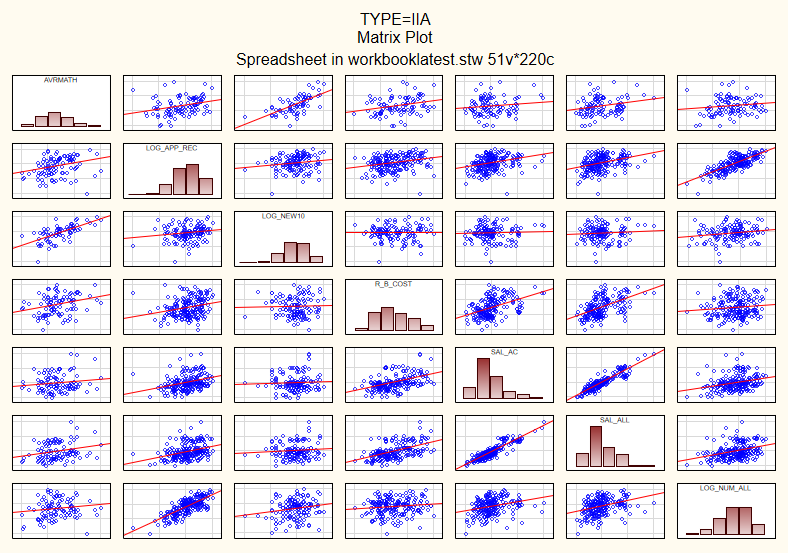 TYPE=IIA
Matrix Plot
Spreadsheet in workbooklatest.stw 51v*220c
AVRMATH
LOG_APP_REC
LOG_NEW10
R_B_COST
SAL_AC
SAL_ALL
LOG_NUM_ALL